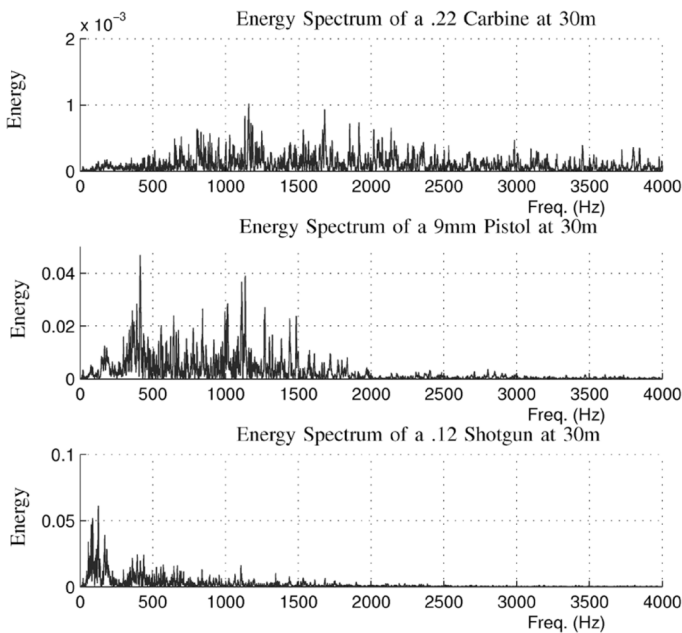 Energy Spectrum of a .22 Carbine at 30m
x 10⁻³
2
1
0
Energy
0 500 1000 1500 2000 2500 3000 3500 4000
Freq. (Hz)
Energy Spectrum of a 9mm Pistol at 30m
0.04
0.02
0
Energy
0 500 1000 1500 2000 2500 3000 3500 4000
Freq. (Hz)
Energy Spectrum of a .12 Shotgun at 30m
0.1
0.05
0
Energy
0 500 1000 1500 2000 2500 3000 3500 4000
Freq. (Hz)